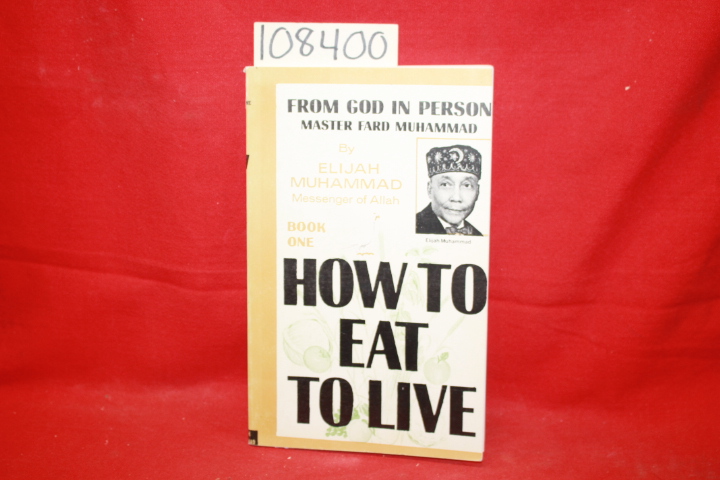 108400
FROM GOD IN PERSON
MASTER FARD MUHAMMAD
By
ELIJAH
MUHAMMAD
Messenger of Allah
Elijah Muhammad
BOOK
ONE
HOW TO
EAT
TO LIVE